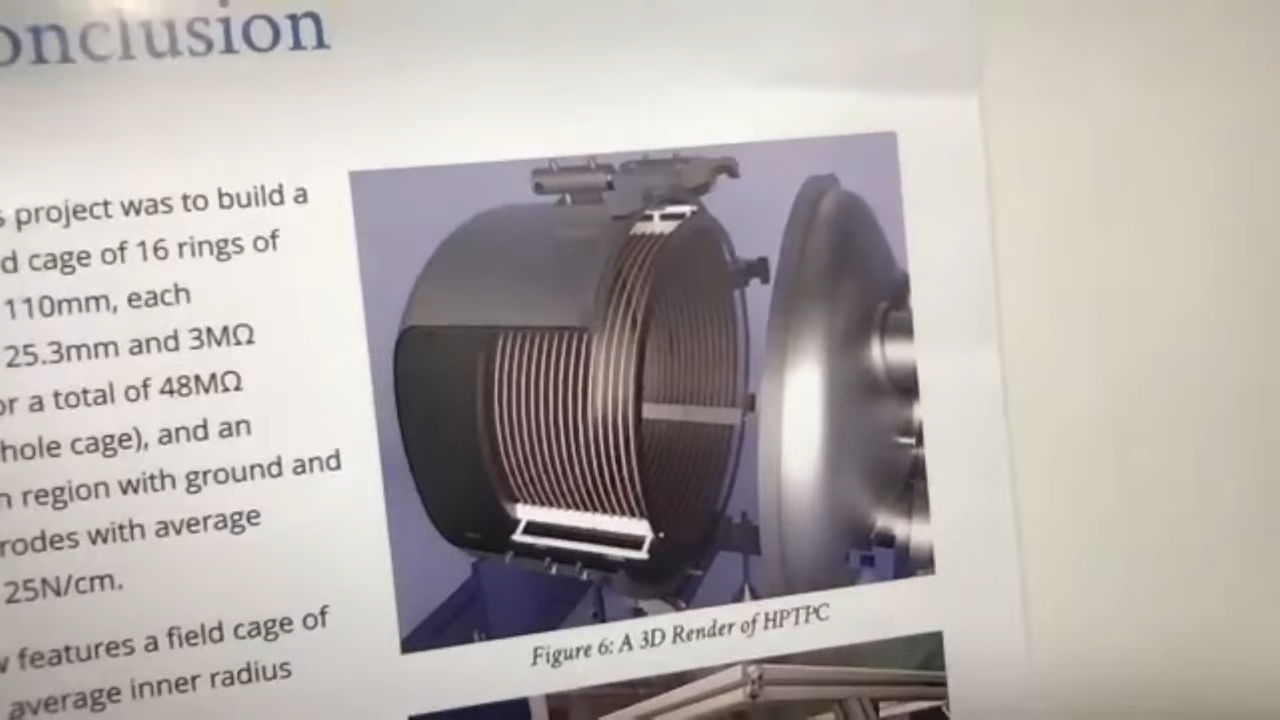 onclusion
s project was to build a
d cage of 16 rings of
110mm, each
25.3mm and 3MΩ
or a total of 48MΩ
hole cage), and an
n region with ground and
rodes with average
25N/cm.
w features a field cage of
average inner radius
Figure 6: A 3D Render of HPTPC